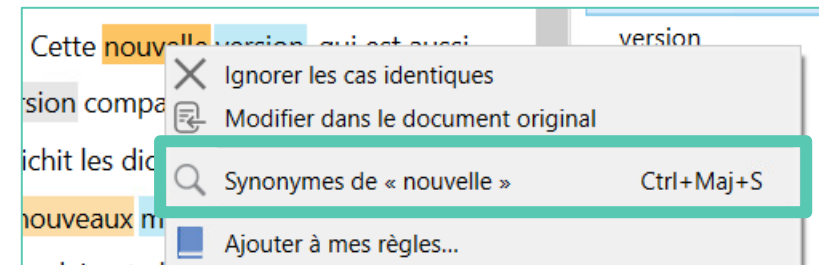 Cette nouvelle version, qui est aussi
version
Ignorer les cas identiques
sion compa
Modifier dans le document original
ichit les dic
Synonymes de « nouvelle » Ctrl+Maj+S
nouveaux m
Ajouter à mes règles...